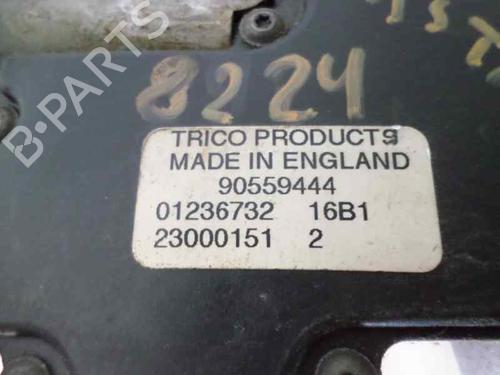 8224
TRICO PRODUCTS
MADE IN ENGLAND
90559444
01236732 16B1
23000151 2
B-PARTS